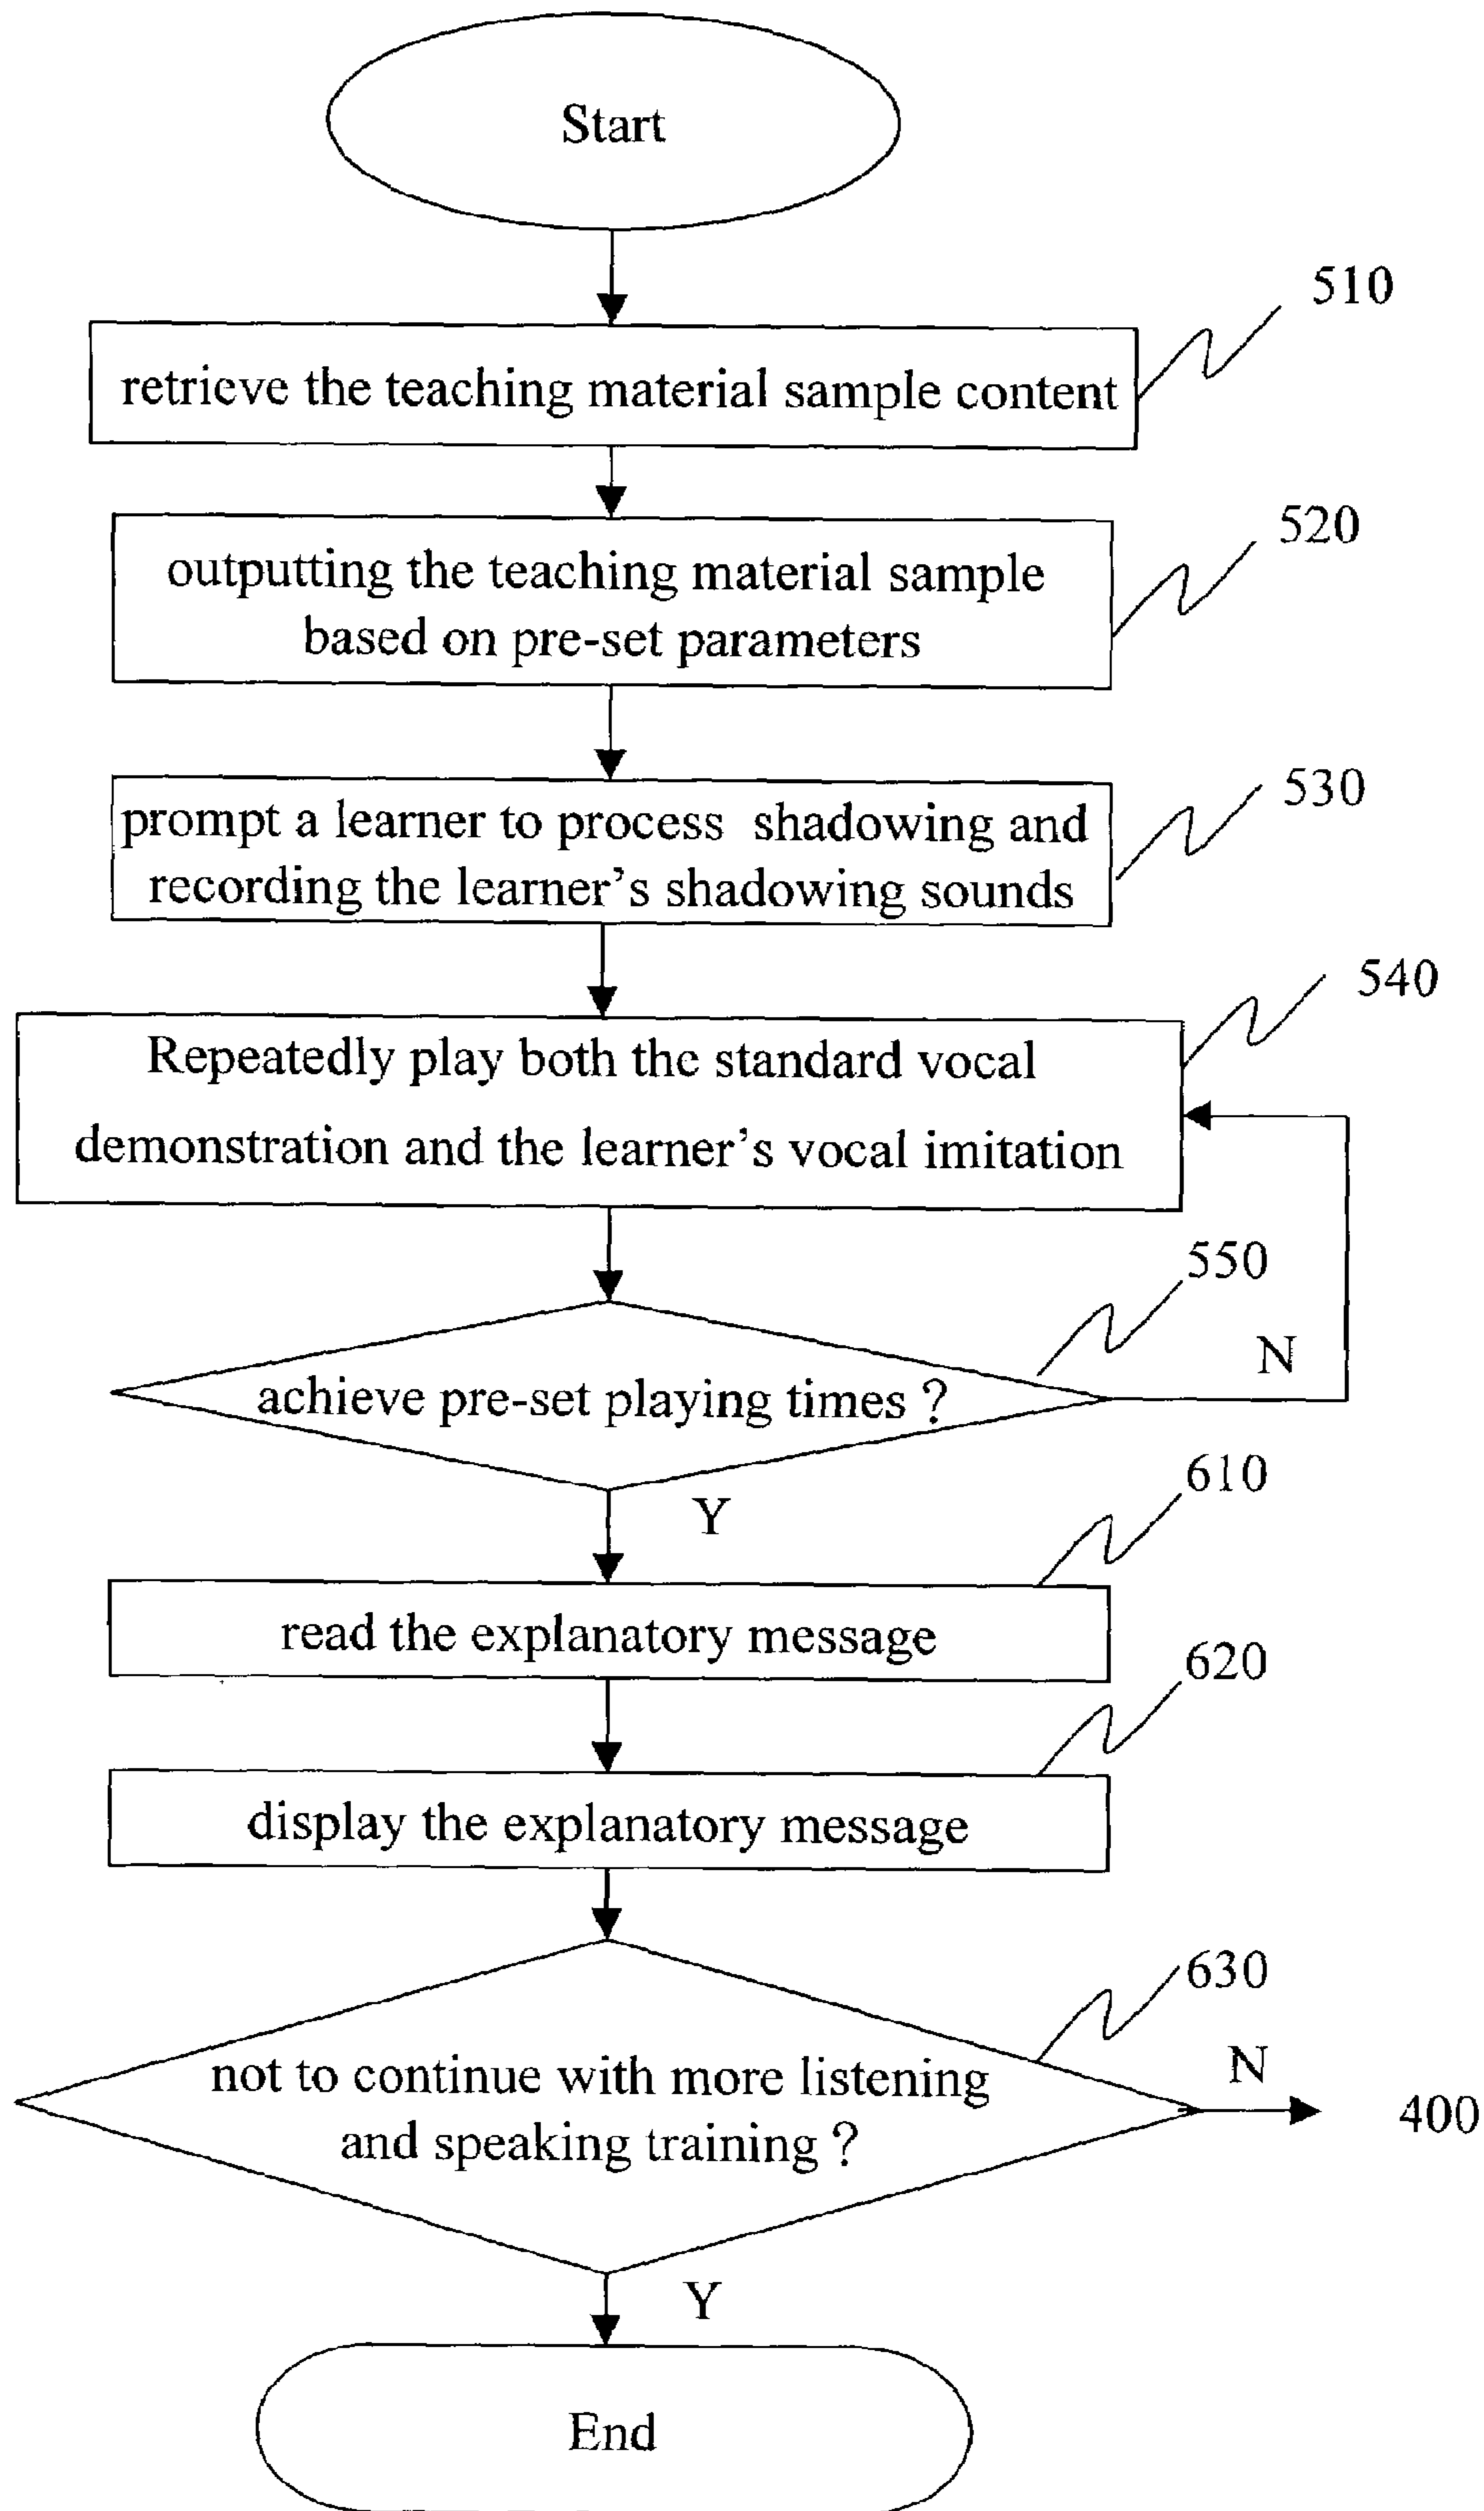 Start
510
retrieve the teaching material sample content
520
outputting the teaching material sample
based on pre-set parameters
530
prompt a learner to process shadowing and
recording the learner's shadowing sounds
540
Repeatedly play both the standard vocal
demonstration and the learner's vocal imitation
550
achieve pre-set playing times ?
N
Y
610
read the explanatory message
620
display the explanatory message
630
not to continue with more listening
and speaking training ?
N
400
Y
End